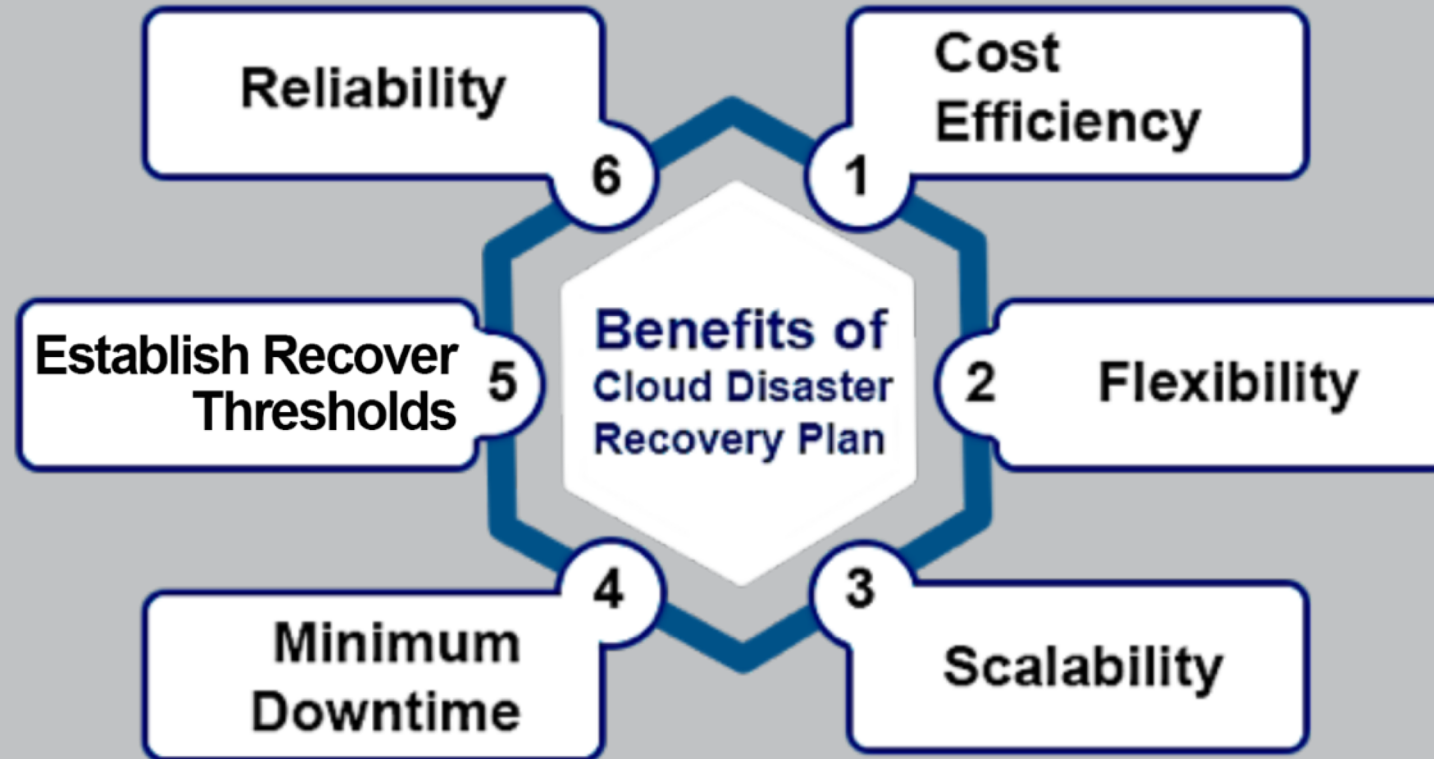 Benefits of
Cloud Disaster
Recovery Plan
1
Cost
Efficiency
2
Flexibility
3
Scalability
4
Minimum
Downtime
5
Establish Recover
Thresholds
6
Reliability